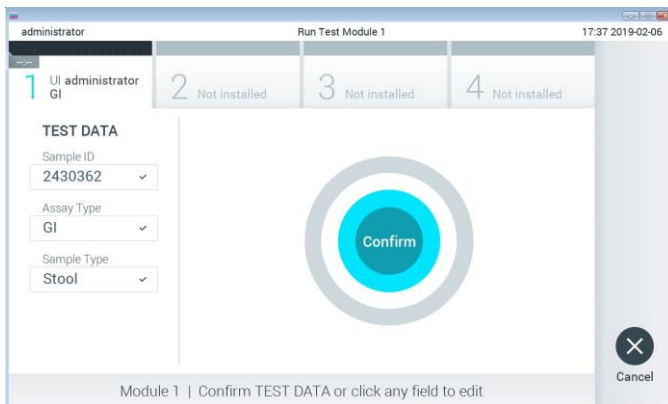 administrator Run Test Module 1 17:37 2019-02-06
--:--
1 UI administrator
GI
2 Not installed
3 Not installed
4 Not installed
TEST DATA
Sample ID
2430362
Assay Type
GI
Sample Type
Stool
Confirm
Cancel
Module 1 | Confirm TEST DATA or click any field to edit